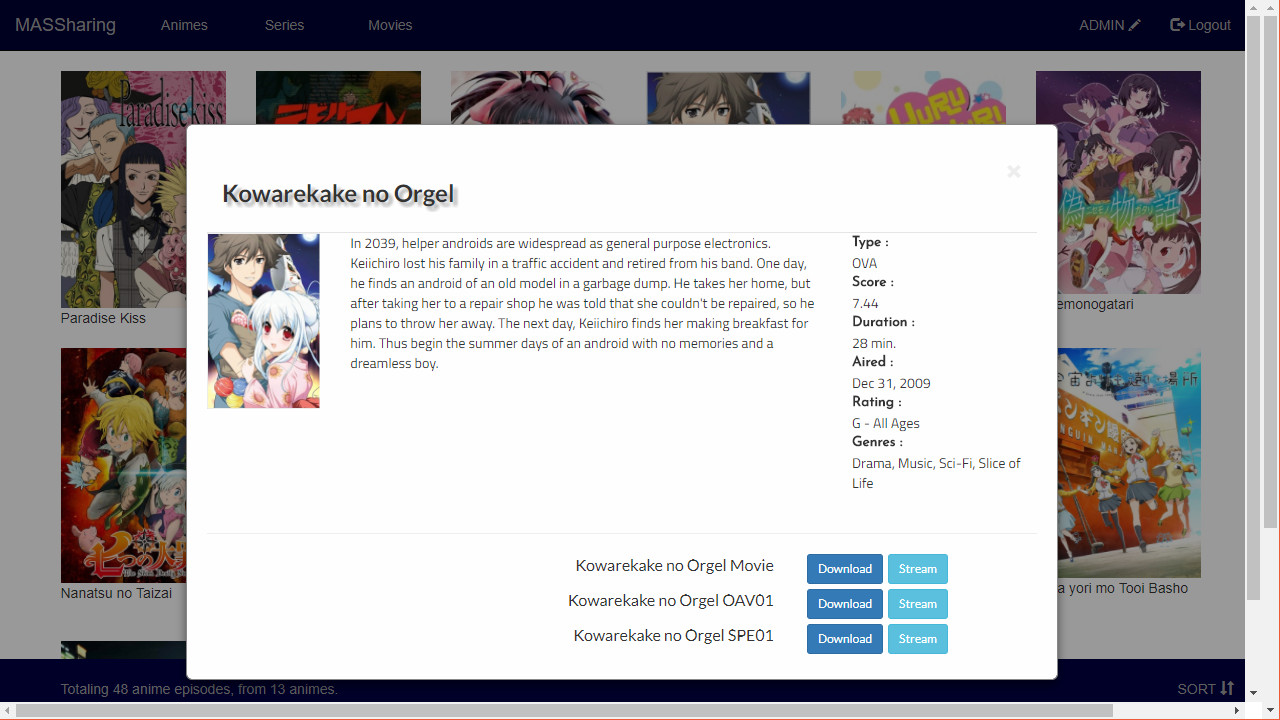 MASSharing Animes Series Movies ADMIN Logout
Paradise kiss
YURU
YURI
Kowarekake no Orgel
×
偽物語
In 2039, helper androids are widespread as general purpose electronics.
Keiichiro lost his family in a traffic accident and retired from his band. One day,
he finds an android of an old model in a garbage dump. He takes her home, but
after taking her to a repair shop he was told that she couldn't be repaired, so he
plans to throw her away. The next day, Keiichiro finds her making breakfast for
him. Thus begin the summer days of an android with no memories and a
dreamless boy.
Type :
OVA
Score :
7.44
Duration :
28 min.
Aired :
Dec 31, 2009
Rating :
G - All Ages
Genres :
Drama, Music, Sci-Fi, Slice of
Life
Paradise Kiss
emonogatari
Kowarekake no Orgel Movie Download Stream
Kowarekake no Orgel OAV01 Download Stream
Kowarekake no Orgel SPE01 Download Stream
Nanatsu no Taizai
a yori mo Tooi Basho
Totaling 48 anime episodes, from 13 animes. SORT